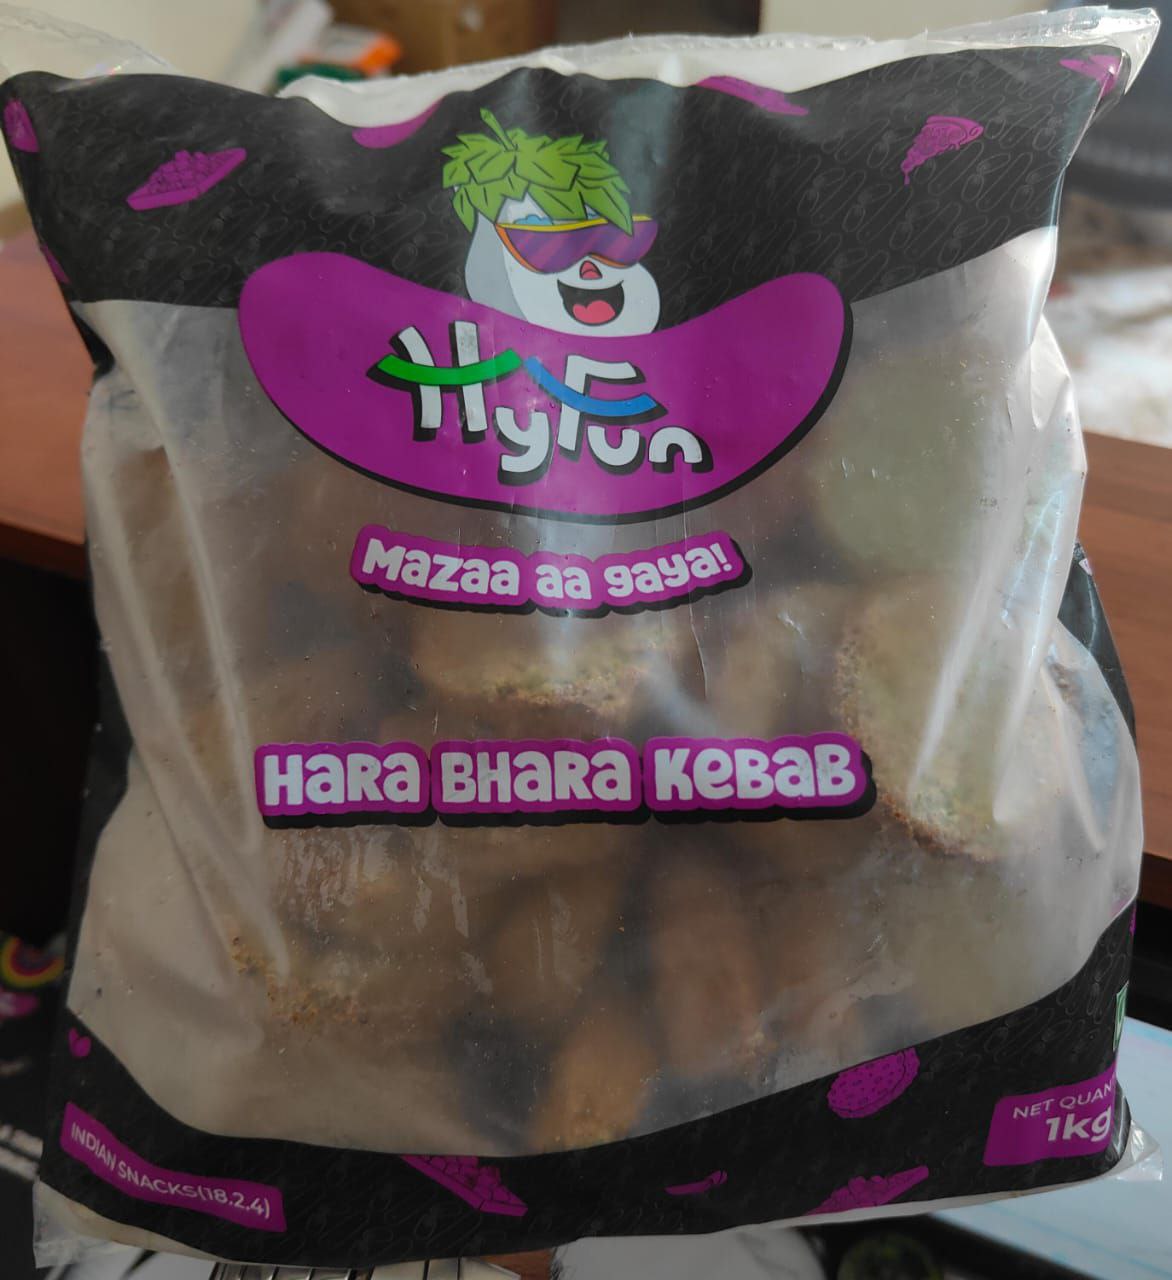 HyFun
Mazaa aa gaya!
HARA BHARA KEBAB
INDIAN SNACKS(18.2.4)
NET QUAN
1kg